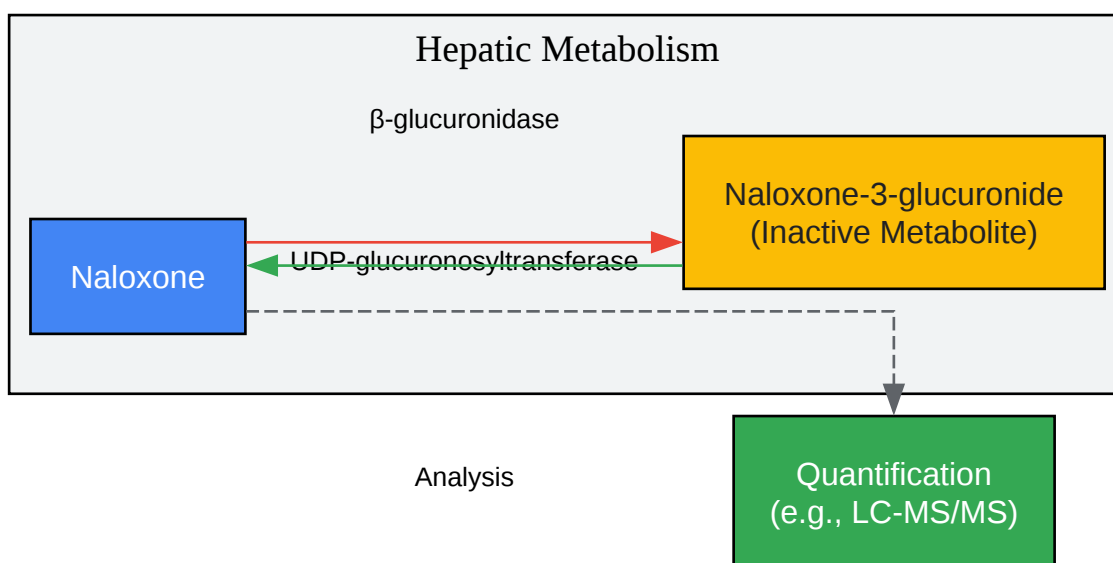 Hepatic Metabolism
β-glucuronidase
Naloxone-3-glucuronide
(Inactive Metabolite)
UDP-glucuronosyltransferase
Naloxone
Analysis
Quantification
(e.g., LC-MS/MS)